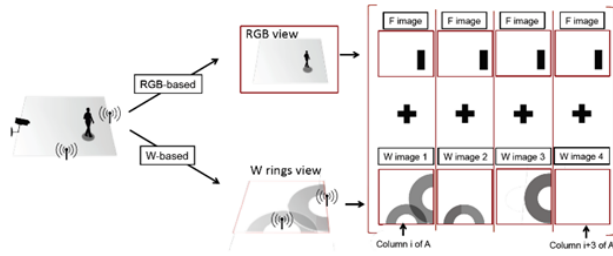 RGB-based
W-based
RGB view
W rings view
F image
F image
F image
F image
W image 1
W image 2
W image 3
W image 4
Column i of A
Column i+3 of A